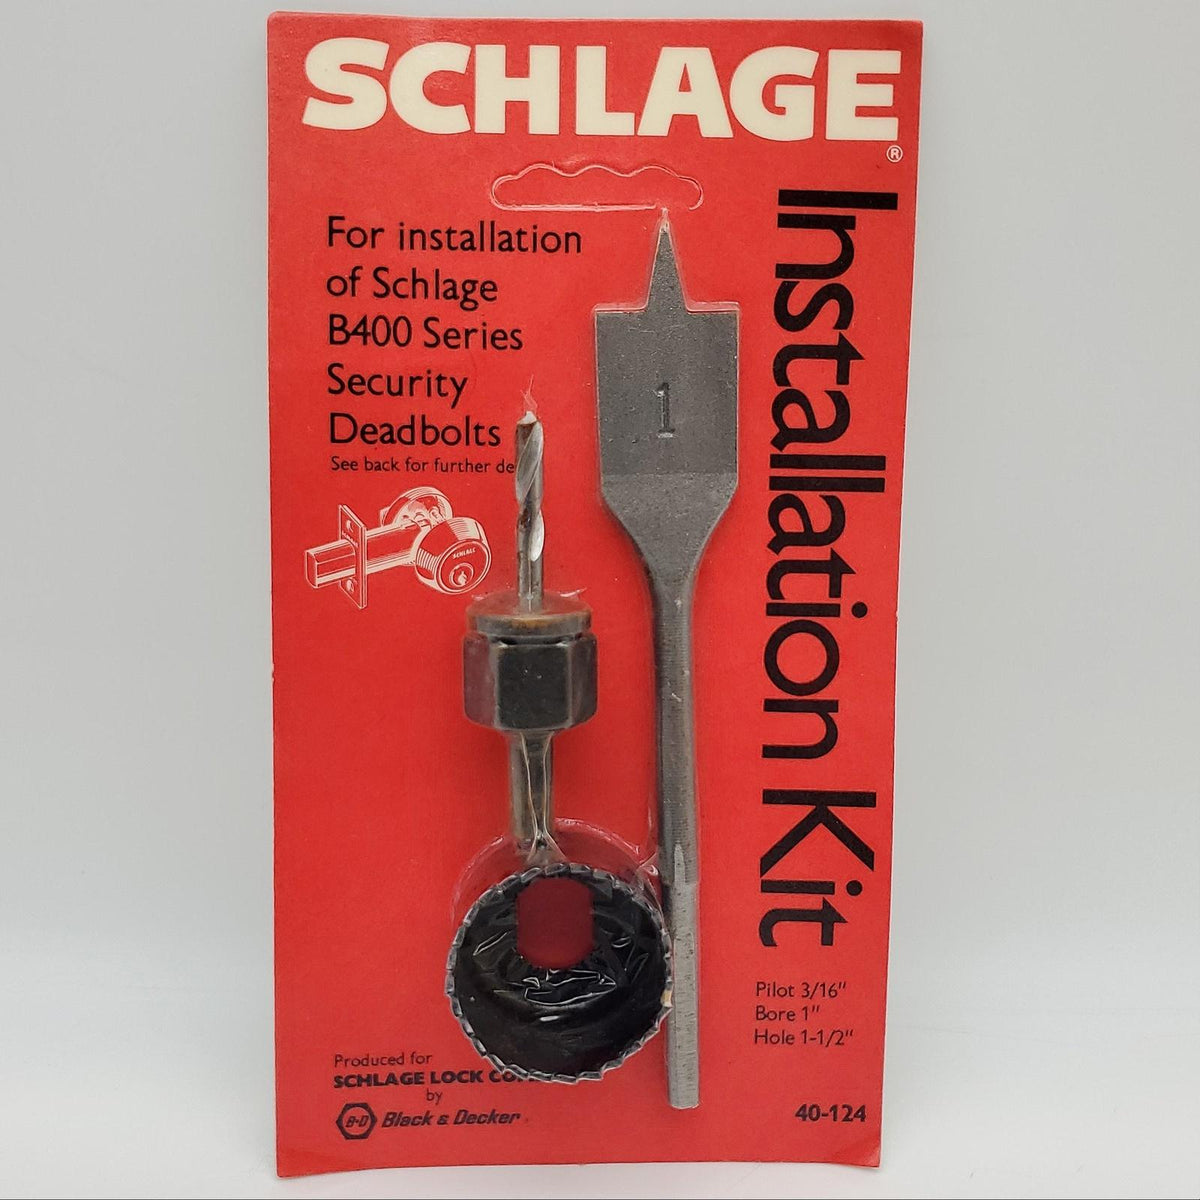 SCHLAGE
®
Installation Kit
For installation
of Schlage
B400 Series
Security
Deadbolts
See back for further
SCHLAGE
1
Pilot 3/16"
Bore 1"
Hole 1-1/2"
Produced for
SCHLAGE LOCK
by
B-D Black & Decker
40-124